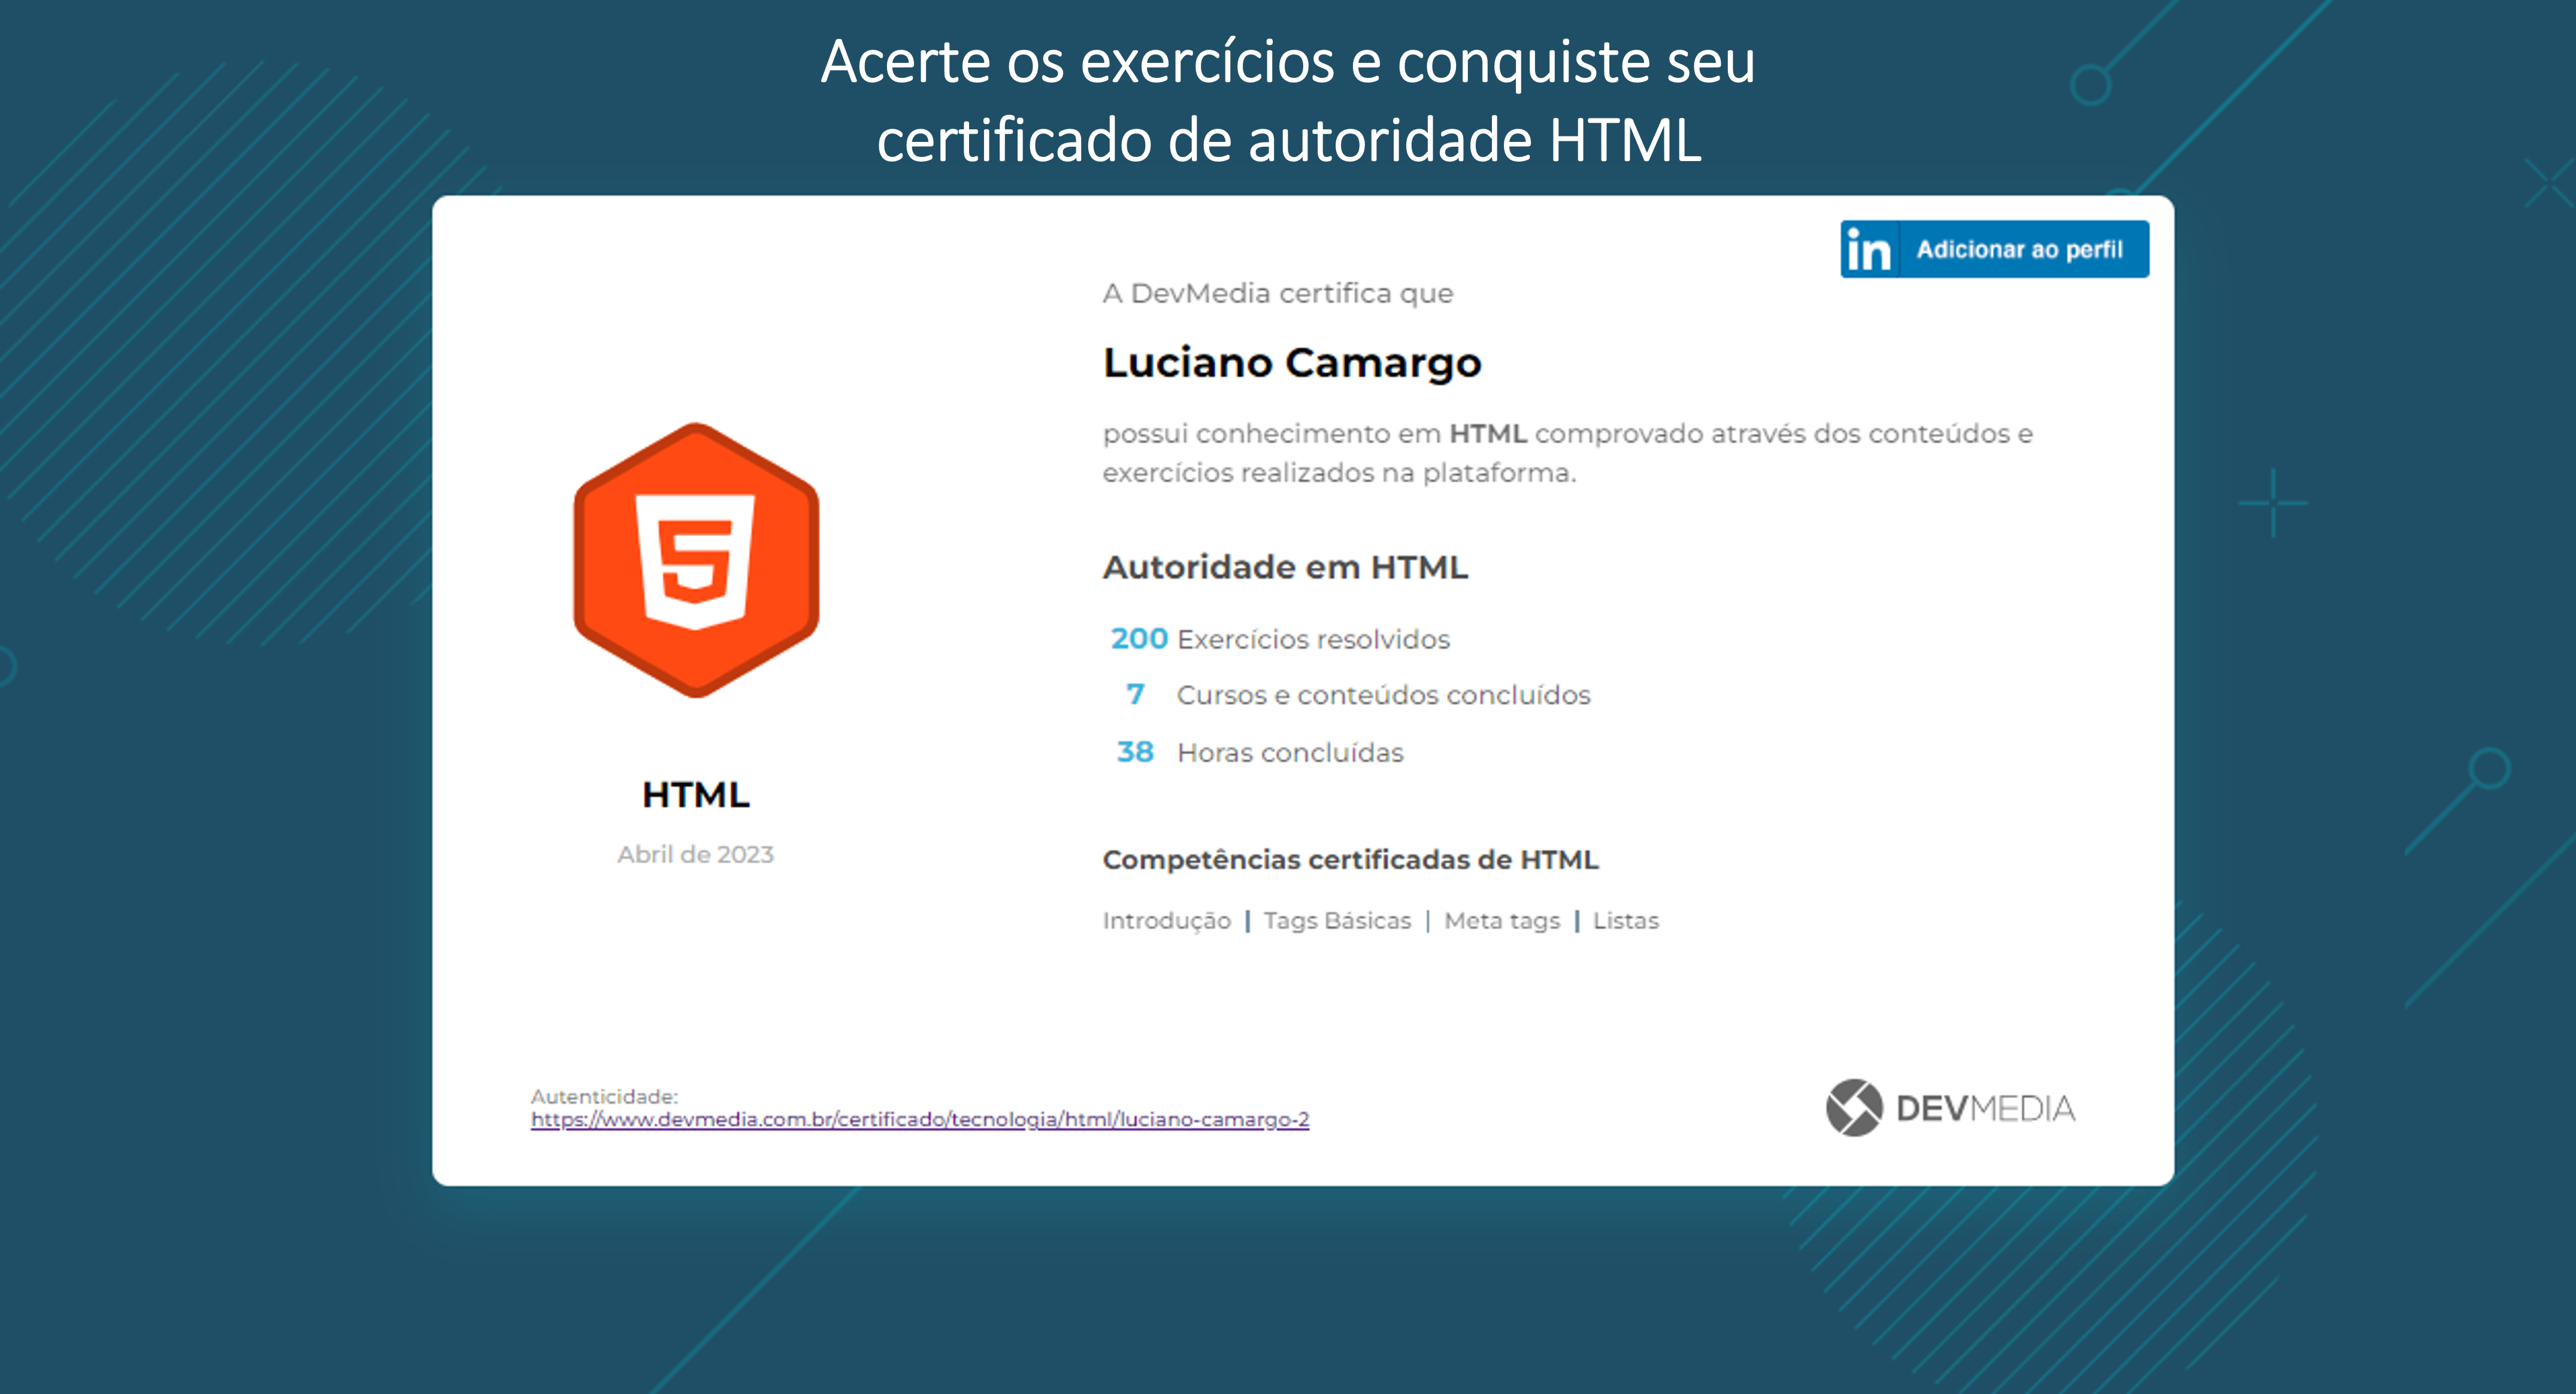 Acerte os exercícios e conquiste seu
certificado de autoridade HTML
in Adicionar ao perfil
A DevMedia certifica que
Luciano Camargo
possui conhecimento em HTML comprovado através dos conteúdos e
exercícios realizados na plataforma.
Autoridade em HTML
200 Exercícios resolvidos
7 Cursos e conteúdos concluídos
38 Horas concluídas
HTML
Abril de 2023
Competências certificadas de HTML
Introdução | Tags Básicas | Meta tags | Listas
Autenticidade:
https://www.devmedia.com.br/certificado/tecnologia/html/luciano-camargo-2
DEVMEDIA